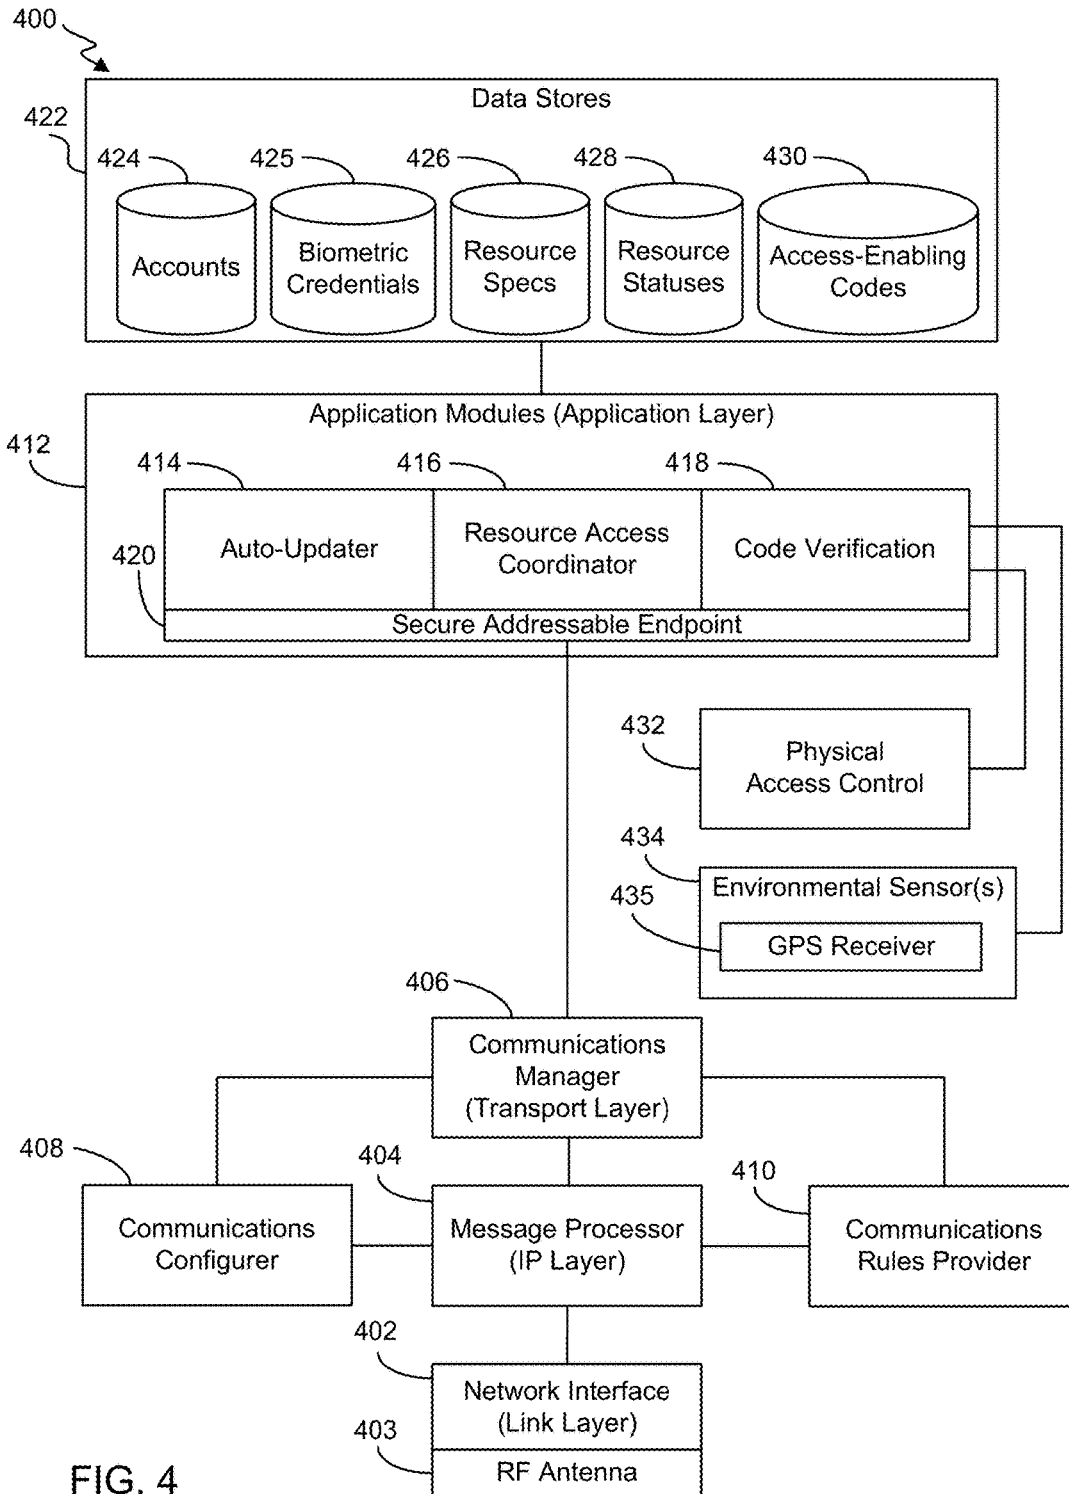 400
Data Stores
422
424
425
426
428
430
Accounts
Biometric
Credentials
Resource
Specs
Resource
Statuses
Access-Enabling
Codes
Application Modules (Application Layer)
412
414
416
418
Auto-Updater
Resource Access
Coordinator
Code Verification
420
Secure Addressable Endpoint
432
Physical
Access Control
434
Environmental Sensor(s)
435
GPS Receiver
406
Communications
Manager
(Transport Layer)
408
404
410
Communications
Configurer
Message Processor
(IP Layer)
Communications
Rules Provider
402
Network Interface
(Link Layer)
403
RF Antenna
FIG. 4